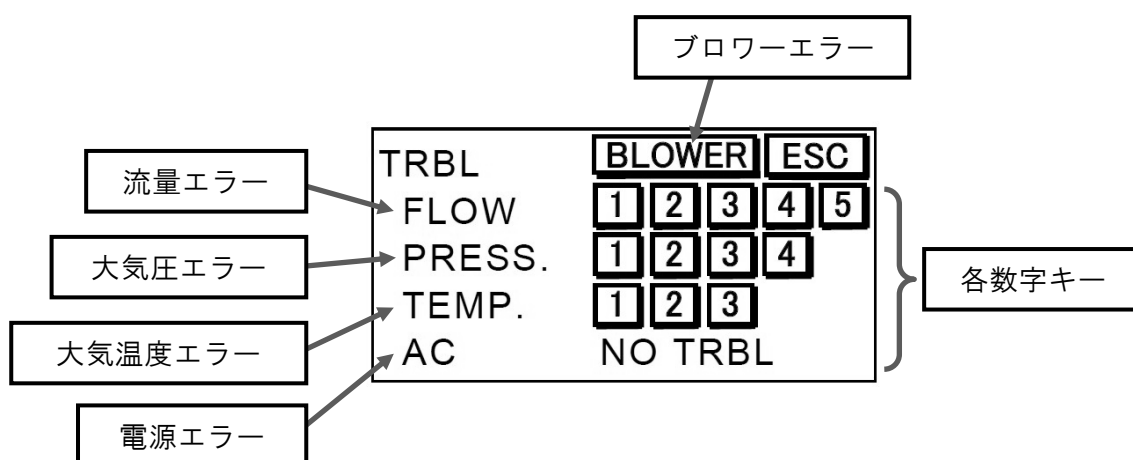 ブロワーエラー
TRBL BLOWER ESC
流量エラー
FLOW 1 2 3 4 5
大気圧エラー
PRESS. 1 2 3 4
各数字キー
大気温度エラー
TEMP. 1 2 3
AC NO TRBL
電源エラー